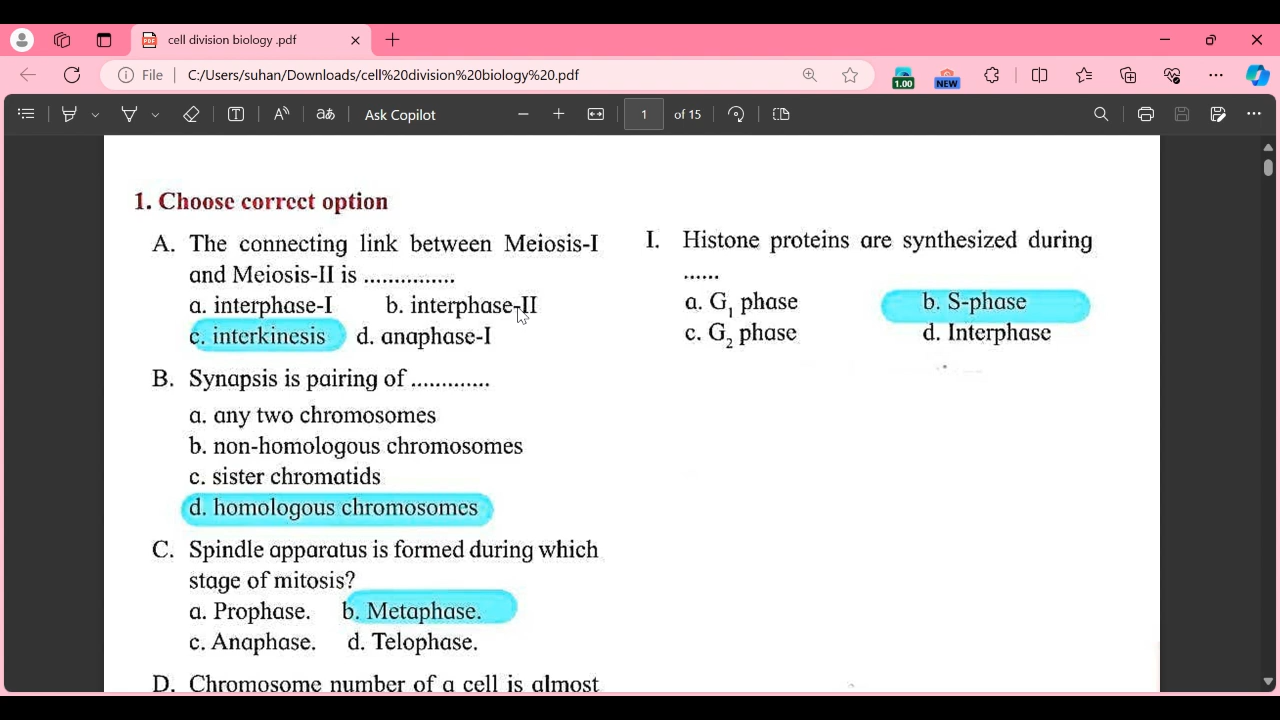 cell division biology .pdf
File
C:/Users/suhan/Downloads/cell%20division%20biology%20.pdf
1.00
NEW
Ask Copilot
1 of 15
1. Choose correct option
A. The connecting link between Meiosis-I
and Meiosis-II is ...............
a. interphase-I b. interphase-II
c. interkinesis d. anaphase-I
B. Synapsis is pairing of .............
a. any two chromosomes
b. non-homologous chromosomes
c. sister chromatids
d. homologous chromosomes
C. Spindle apparatus is formed during which
stage of mitosis?
a. Prophase. b. Metaphase.
c. Anaphase. d. Telophase.
D. Chromosome number of a cell is almost
I. Histone proteins are synthesized during
......
a. G₁ phase b. S-phase
c. G₂ phase d. Interphase